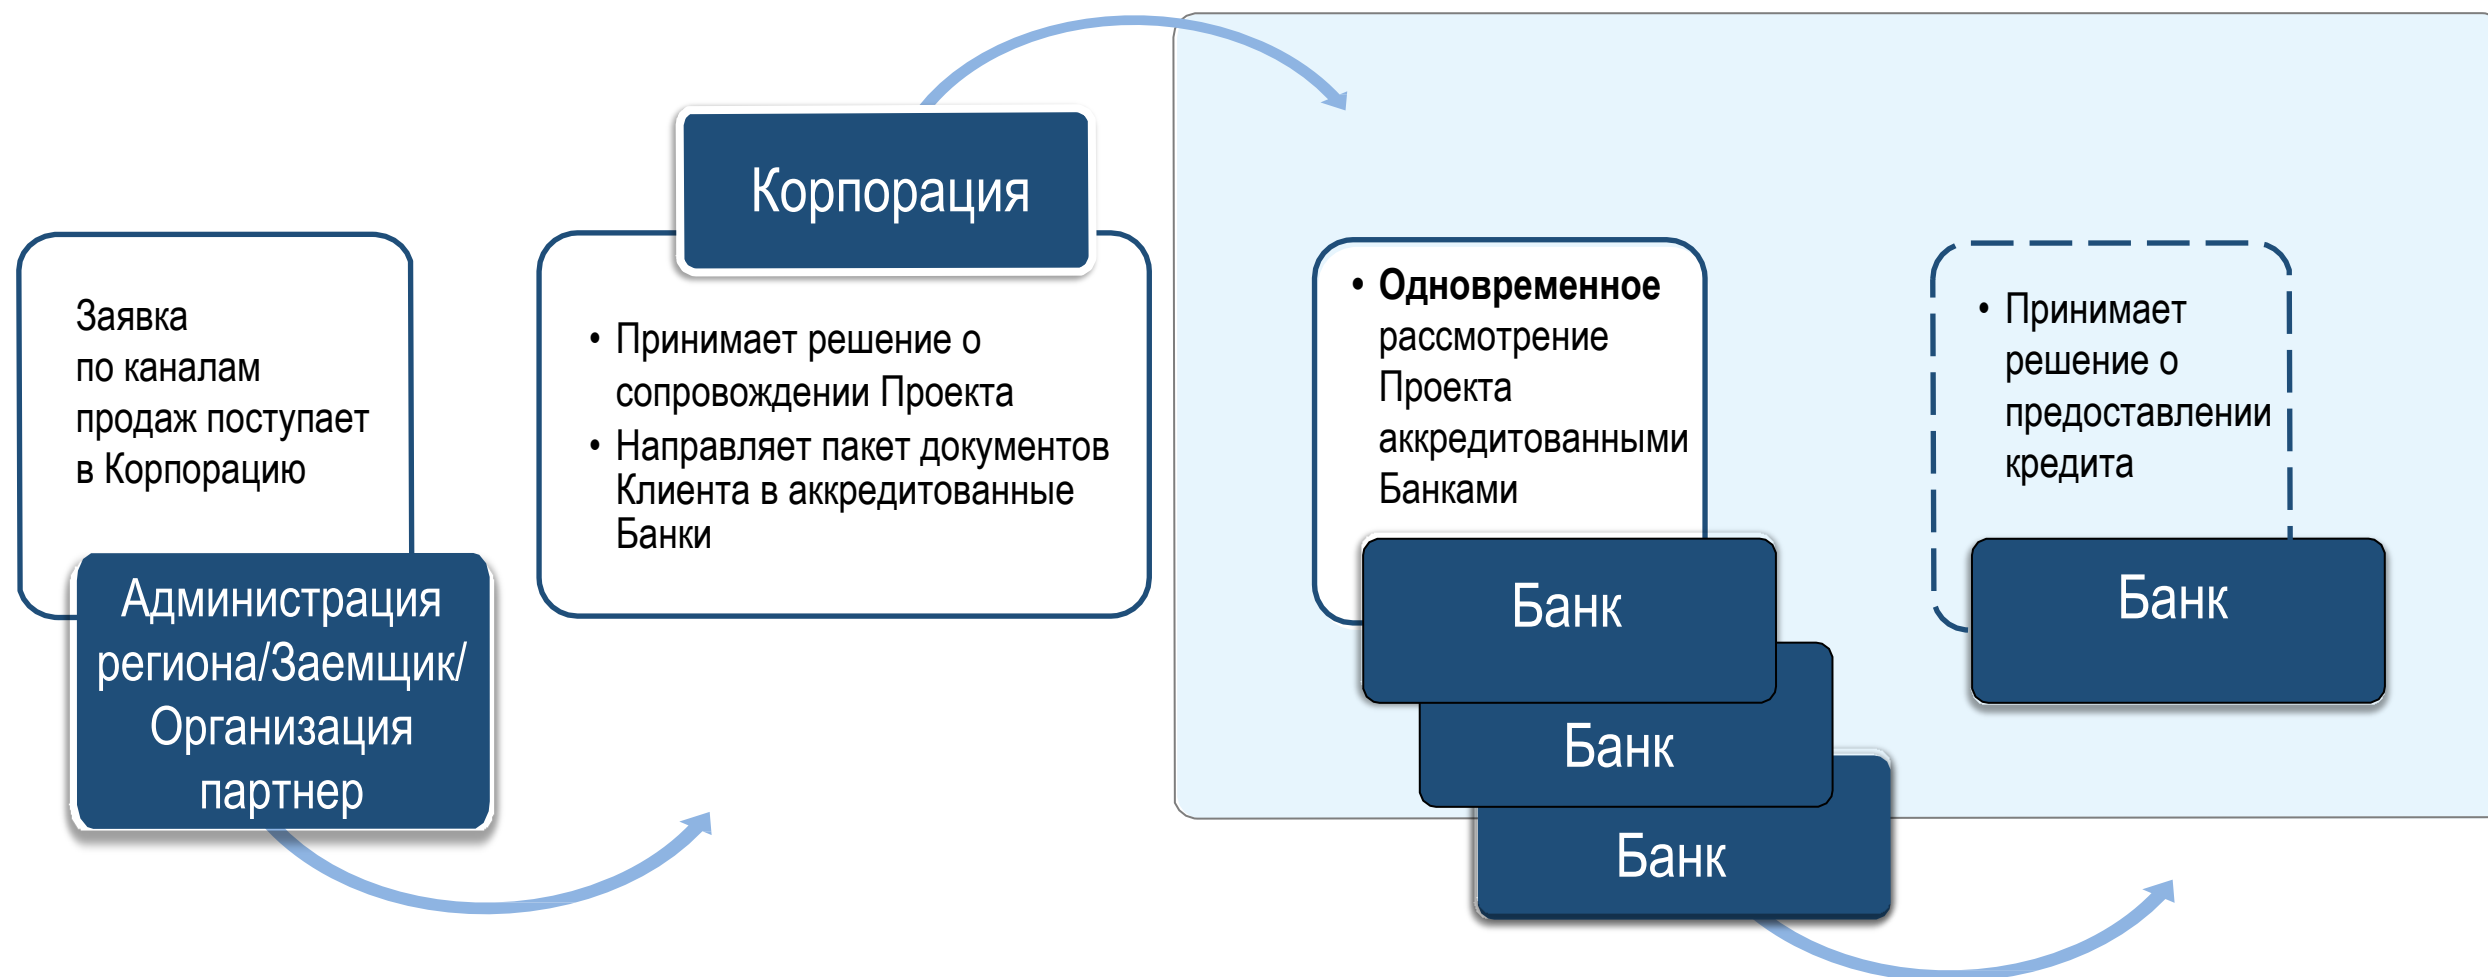 Заявка
по каналам
продаж поступает
в Корпорацию
Администрация
региона/Заемщик/
Организация
партнер
Корпорация
• Принимает решение о
сопровождении Проекта
• Направляет пакет документов
Клиента в аккредитованные
Банки
• Одновременное
рассмотрение
Проекта
аккредитованными
Банками
Банк
Банк
Банк
• Принимает
решение о
предоставлении
кредита
Банк